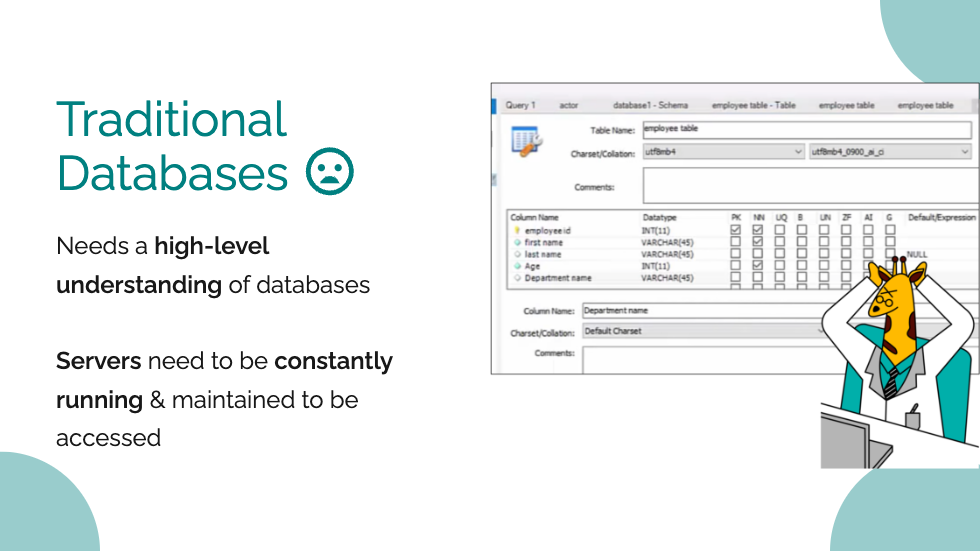 Traditional
Databases
Needs a high-level
understanding of databases
Servers need to be constantly
running & maintained to be
accessed
Query 1 actor database1 - Schema employee table - Table employee table employee table
Table Name: employee table
Charset/Collation: utf8mb4 utf8mb4_0900_ai_ci
Comments:
Column Name Datatype PK NN UQ B UN ZF AI G Default/Expression
employee id INT(11)
first name VARCHAR(45)
last name VARCHAR(45) NULL
Age INT(11)
Department name VARCHAR(45)
Column Name: Department name
Charset/Collation: Default Charset
Comments: